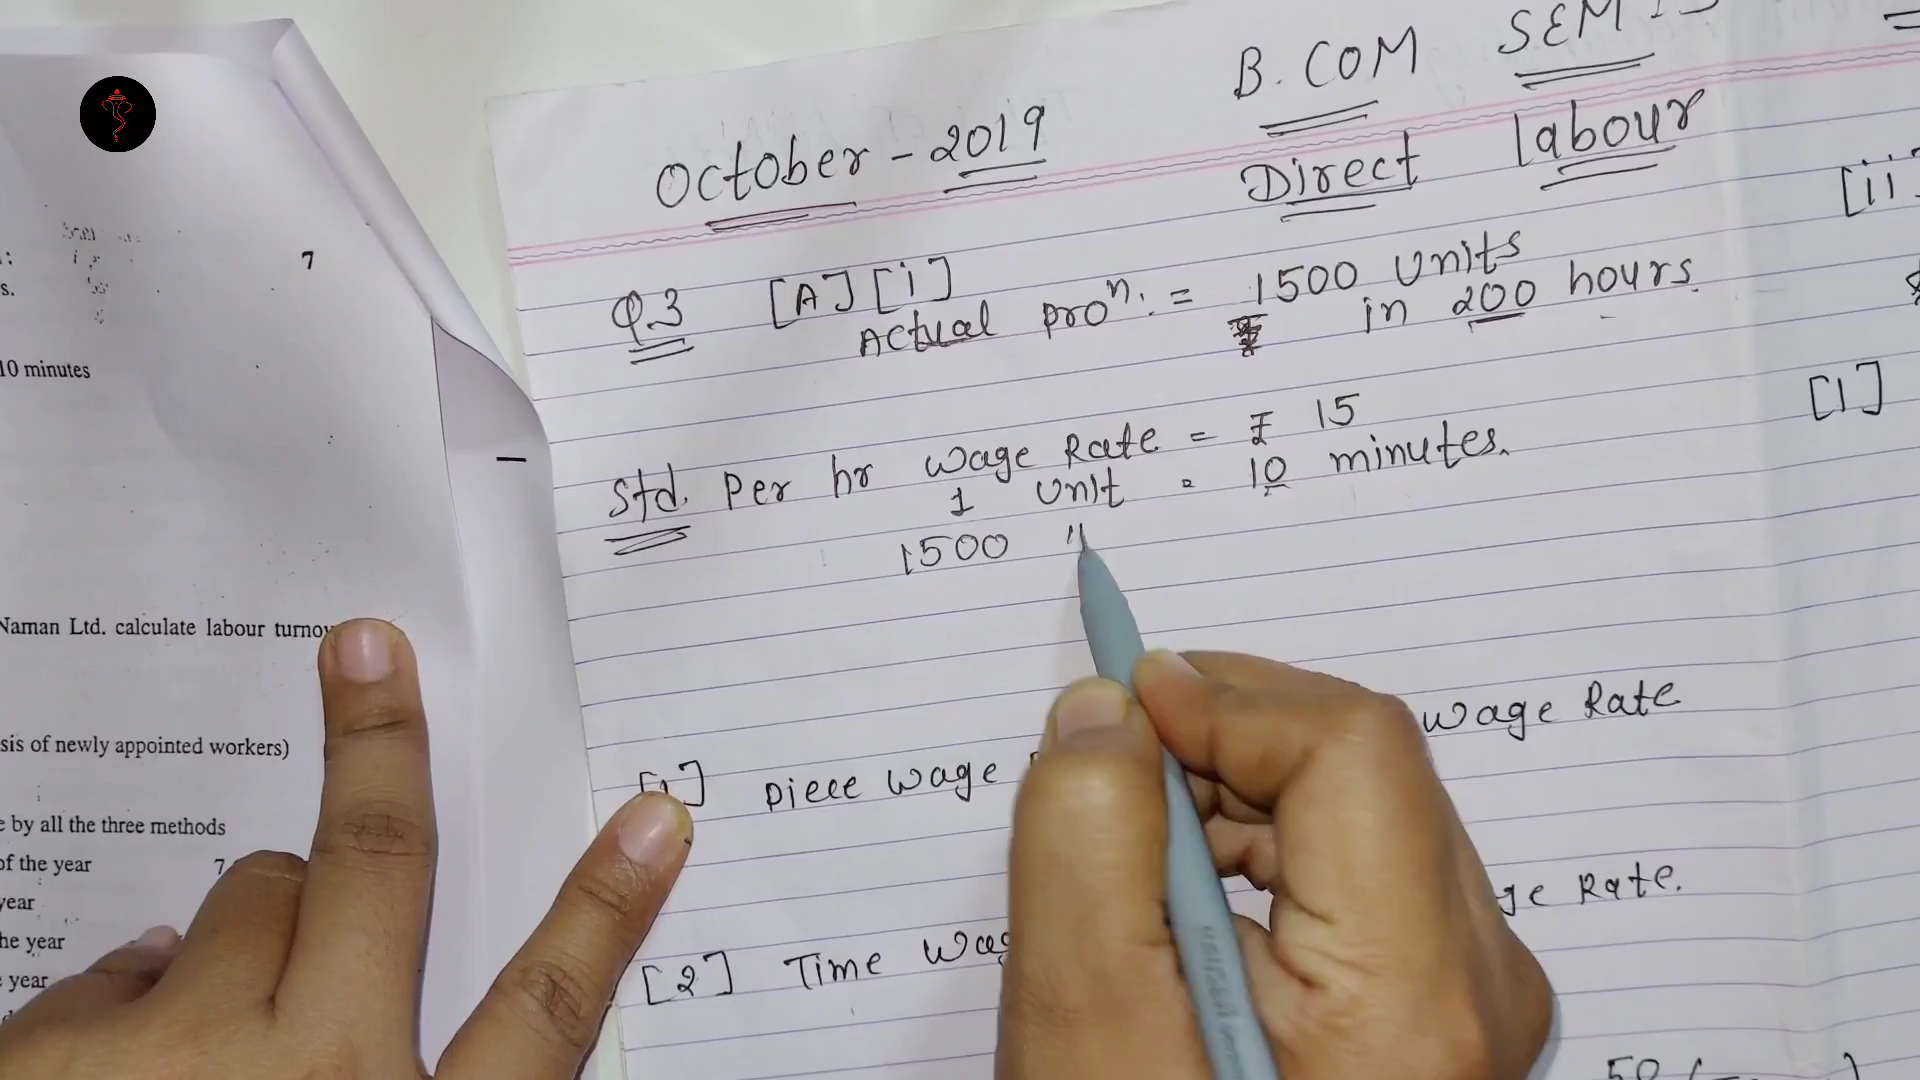 7
:
s.
10 minutes
Naman Ltd. calculate labour
sis of newly appointed workers)
e by all the three methods
of the year
7
year
he year
year
October - 2019
B. COM SEM
Direct Labour
Q.3 [A] [i]
Actual pro^n. = 1500 Units
in 200 hours.
Std. Per hr wage Rate = ₹ 15
1 Unit = 10 minutes.
1500 "
[1] Piece wage
wage Rate
[2] Time
Rate.
[ii]
[1]
50